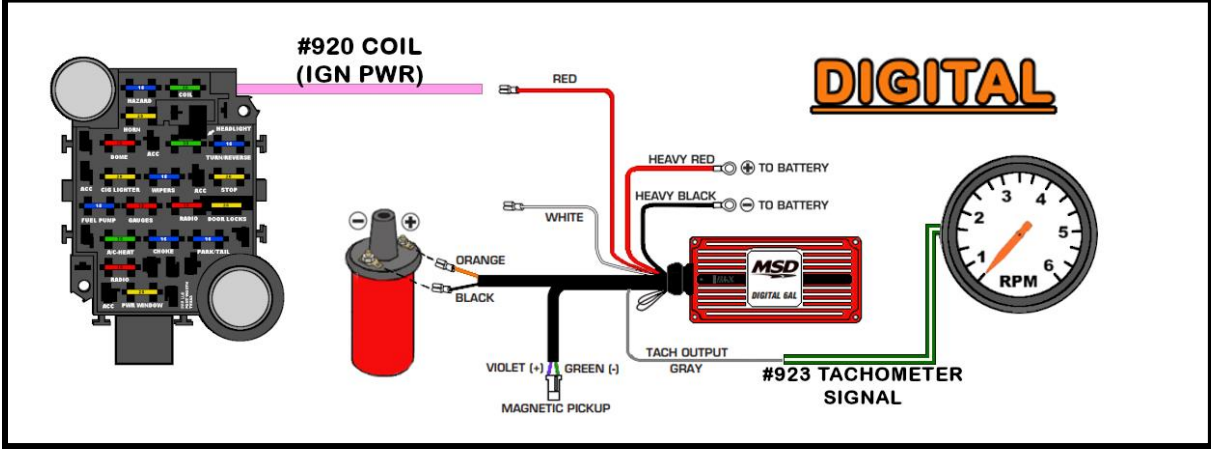 #920 COIL
(IGN PWR)
DIGITAL
RED
HAZARD
COIL
HORN
HEADLIGHT
DOME
ACC
TURN/REVERSE
ACC
CIG LIGHTER
WIPERS
ACC
STOP
FUEL PUMP
GAUGES
RADIO
DOOR LOCKS
A/C-HEAT
CHOKE
PARK/TAIL
RADIO
ACC
PWR WINDOW
HEAVY RED
+ TO BATTERY
HEAVY BLACK
− TO BATTERY
WHITE
− +
ORANGE
BLACK
MSD
DIGITAL 6AL
VIOLET (+)
GREEN (-)
MAGNETIC PICKUP
TACH OUTPUT
GRAY
#923 TACHOMETER
SIGNAL
1 2 3 4 5 6
RPM